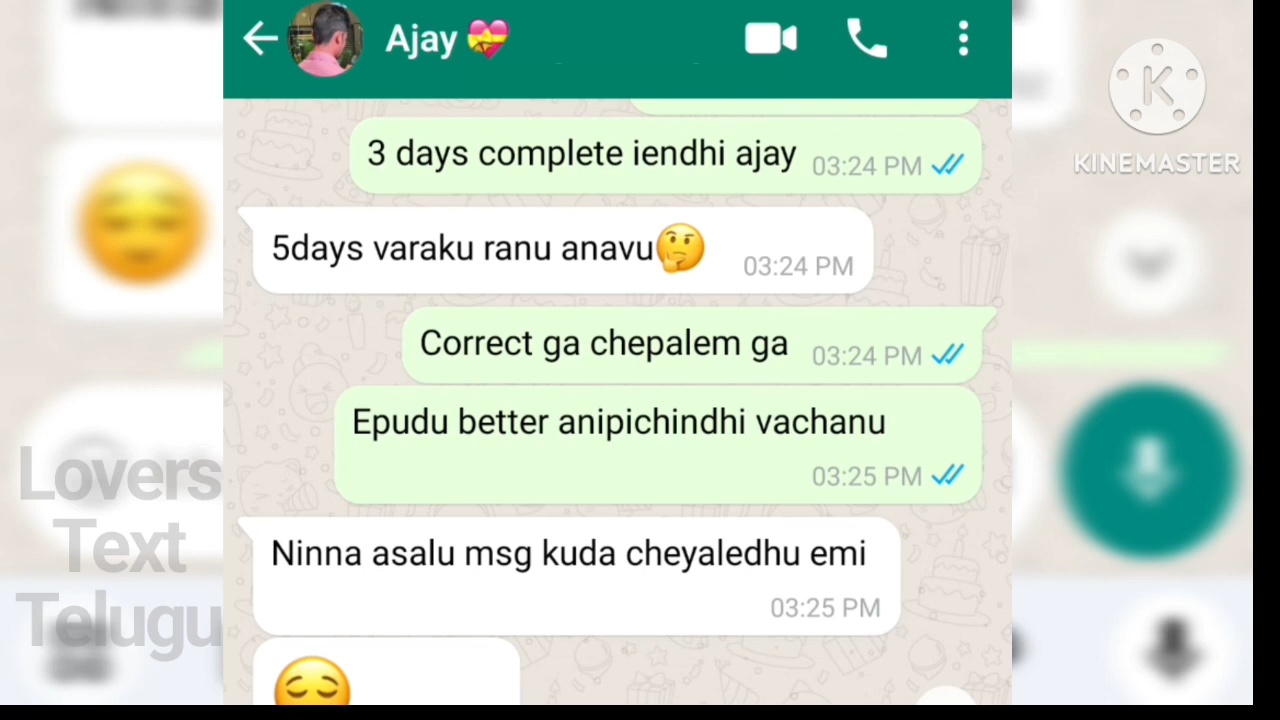 Ajay 💝
3 days complete iendhi ajay 03:24 PM
5days varaku ranu anavu🤔 03:24 PM
Correct ga chepalem ga 03:24 PM
Epudu better anipichindhi vachanu
03:25 PM
Ninna asalu msg kuda cheyaledhu emi
03:25 PM
😌
K
KINEMASTER
Lovers
Text
Telugu